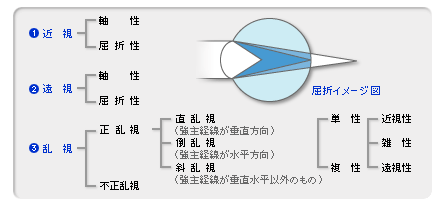 ❶ 近 視
軸 性
屈 折 性
❷ 遠 視
軸 性
屈 折 性
屈折イメージ図
❸ 乱 視
正 乱 視
直 乱 視
(強主経線が垂直方向)
倒 乱 視
(強主経線が水平方向)
斜 乱 視
(強主経線が垂直水平以外のもの)
不正乱視
単 性
複 性
近視性
雑 性
遠視性